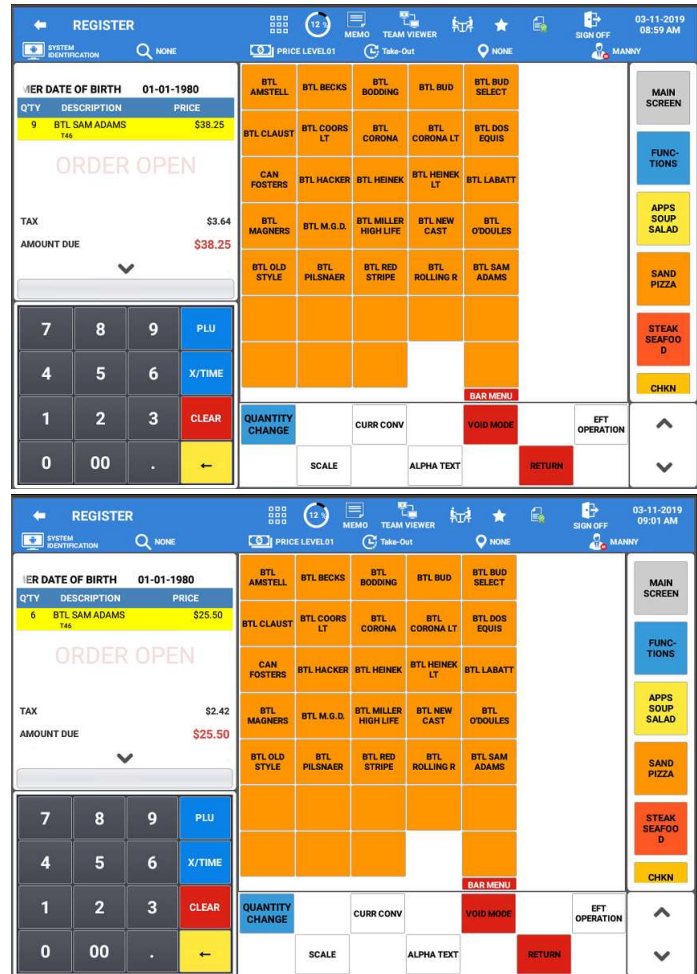 REGISTER
12 %
MEMO
TEAM VIEWER
SIGN OFF
03-11-2019
08:59 AM
SYSTEM IDENTIFICATION
NONE
PRICE LEVEL01
Take-Out
NONE
MANNY
ER DATE OF BIRTH 01-01-1980
Q'TY DESCRIPTION PRICE
9 BTL SAM ADAMS $38.25
T46
ORDER OPEN
TAX $3.64
AMOUNT DUE $38.25
7 8 9 PLU
4 5 6 X/TIME
1 2 3 CLEAR
0 00 . ←
BTL AMSTELL
BTL BECKS
BTL BODDING
BTL BUD
BTL BUD SELECT
BTL CLAUST
BTL COORS LT
BTL CORONA
BTL CORONA LT
BTL DOS EQUIS
CAN FOSTERS
BTL HACKER
BTL HEINEK
BTL HEINEK LT
BTL LABATT
BTL MAGNERS
BTL M.G.D.
BTL MILLER HIGH LIFE
BTL NEW CAST
BTL O'DOULES
BTL OLD STYLE
BTL PILSNAER
BTL RED STRIPE
BTL ROLLING R
BTL SAM ADAMS
BAR MENU
QUANTITY CHANGE
CURR CONV
VOID MODE
EFT OPERATION
SCALE
ALPHA TEXT
RETURN
MAIN SCREEN
FUNC-
TIONS
APPS SOUP SALAD
SAND PIZZA
STEAK
SEAFOO
D
CHKN
REGISTER
12 %
MEMO
TEAM VIEWER
SIGN OFF
03-11-2019
09:01 AM
SYSTEM IDENTIFICATION
NONE
PRICE LEVEL01
Take-Out
NONE
MANNY
ER DATE OF BIRTH 01-01-1980
Q'TY DESCRIPTION PRICE
6 BTL SAM ADAMS $25.50
T46
ORDER OPEN
TAX $2.42
AMOUNT DUE $25.50
7 8 9 PLU
4 5 6 X/TIME
1 2 3 CLEAR
0 00 . ←
BTL AMSTELL
BTL BECKS
BTL BODDING
BTL BUD
BTL BUD SELECT
BTL CLAUST
BTL COORS LT
BTL CORONA
BTL CORONA LT
BTL DOS EQUIS
CAN FOSTERS
BTL HACKER
BTL HEINEK
BTL HEINEK LT
BTL LABATT
BTL MAGNERS
BTL M.G.D.
BTL MILLER HIGH LIFE
BTL NEW CAST
BTL O'DOULES
BTL OLD STYLE
BTL PILSNAER
BTL RED STRIPE
BTL ROLLING R
BTL SAM ADAMS
BAR MENU
QUANTITY CHANGE
CURR CONV
VOID MODE
EFT OPERATION
SCALE
ALPHA TEXT
RETURN
MAIN SCREEN
FUNC-
TIONS
APPS SOUP SALAD
SAND PIZZA
STEAK
SEAFOO
D
CHKN